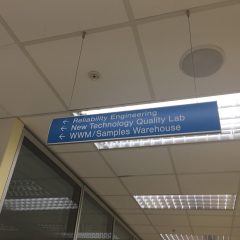 ← Reliability Engineering
← New Technology Quality Lab
← WWM/Samples Warehouse